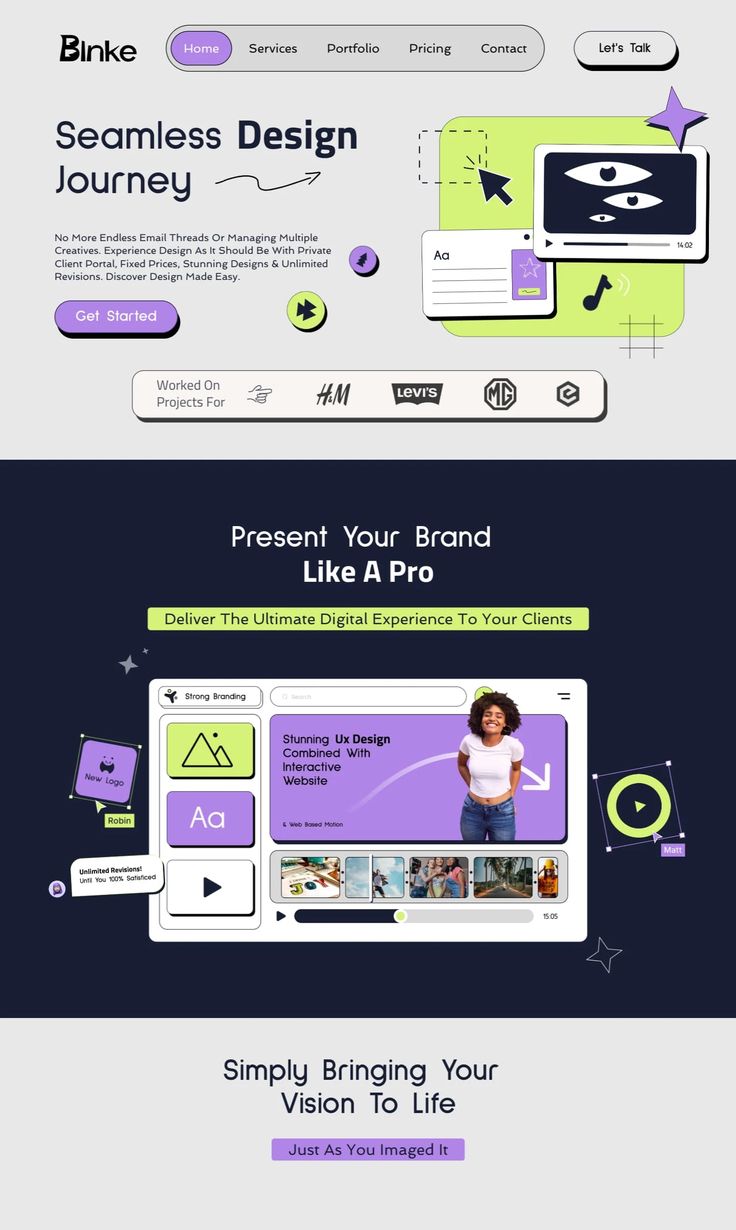 BInke
Home Services Portfolio Pricing Contact
Let's Talk
Seamless Design
Journey
No More Endless Email Threads Or Managing Multiple
Creatives. Experience Design As It Should Be With Private
Client Portal, Fixed Prices, Stunning Designs & Unlimited
Revisions. Discover Design Made Easy.
Get Started
Aa
14:02
Worked On
Projects For
H&M
LEVI'S
MG
Present Your Brand
Like A Pro
Deliver The Ultimate Digital Experience To Your Clients
Strong Branding
Search
Stunning Ux Design
Combined With
Interactive
Website
& Web Based Motion
New Logo
Robin
Aa
Matt
Unlimited Revisions!
Until You 100% Satisficed
JOY
15:05
Simply Bringing Your
Vision To Life
Just As You Imaged It